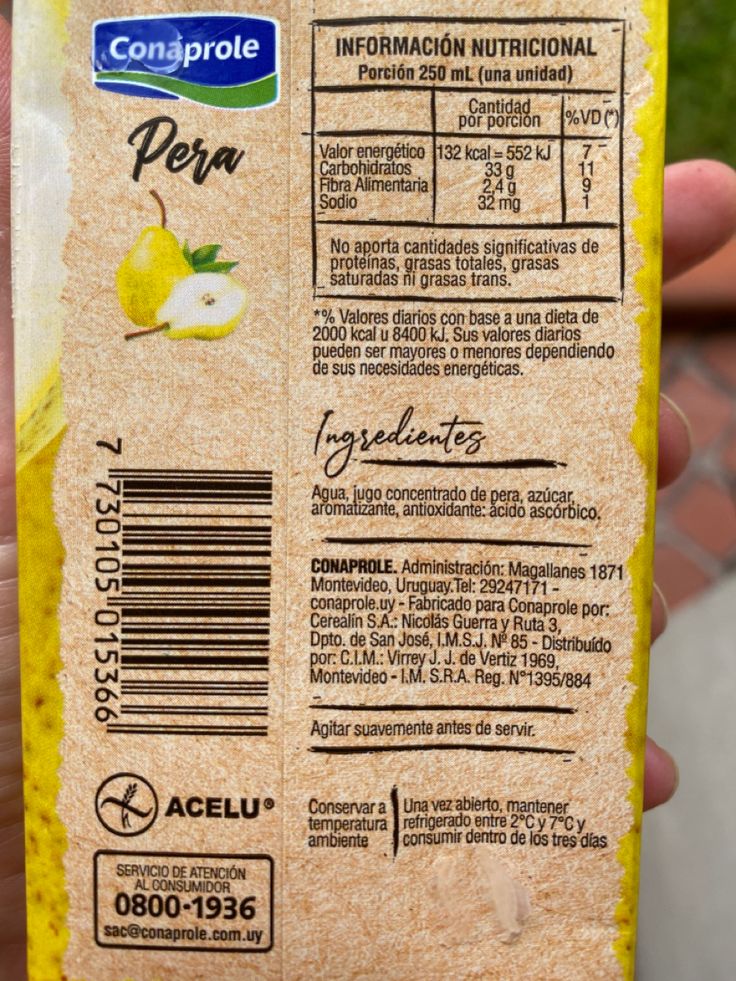 Conaprole
Pera
7 730105 015366
ACELU®
SERVICIO DE ATENCIÓN
AL CONSUMIDOR
0800-1936
sac@conaprole.com.uy
INFORMACIÓN NUTRICIONAL
Porción 250 mL (una unidad)
Cantidad
por porción %VD(*)
Valor energético 132 kcal = 552 kJ 7
Carbohidratos 33 g 11
Fibra Alimentaria 2,4 g 9
Sodio 32 mg 1
No aporta cantidades significativas de
proteínas, grasas totales, grasas
saturadas ni grasas trans.
*% Valores diarios con base a una dieta de
2000 kcal u 8400 kJ. Sus valores diarios
pueden ser mayores o menores dependiendo
de sus necesidades energéticas.
Ingredientes
Agua, jugo concentrado de pera, azúcar,
aromatizante, antioxidante: ácido ascórbico.
CONAPROLE. Administración: Magallanes 1871
Montevideo, Uruguay.Tel: 29247171 -
conaprole.uy - Fabricado para Conaprole por:
Cerealín S.A.: Nicolás Guerra y Ruta 3,
Dpto. de San José, I.M.S.J. Nº 85 - Distribuído
por: C.I.M.: Virrey J. J. de Vertiz 1969,
Montevideo - I.M. S.R.A. Reg. N°1395/884
Agitar suavemente antes de servir.
Conservar a
temperatura
ambiente
Una vez abierto, mantener
refrigerado entre 2°C y 7°C y
consumir dentro de los tres días